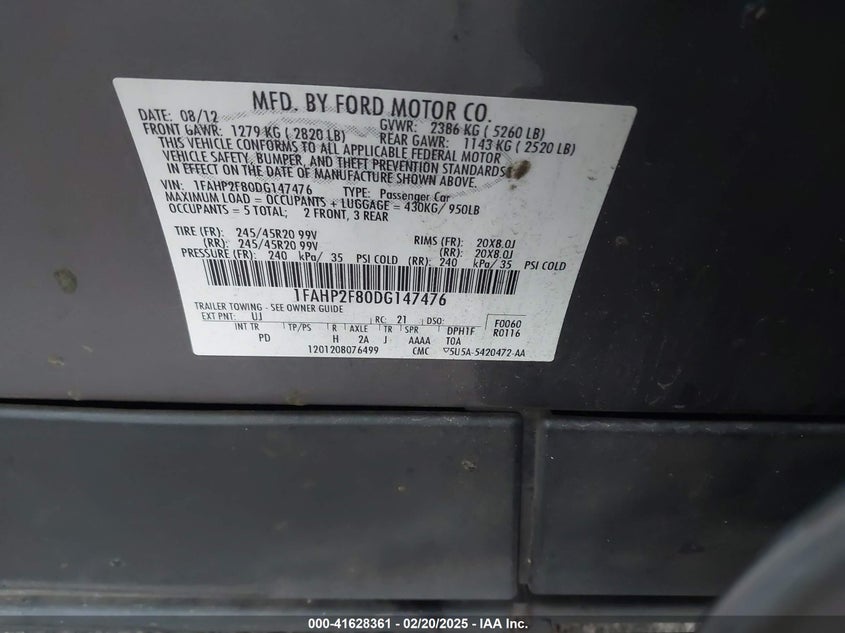 MFD. BY FORD MOTOR CO.
DATE: 08/12 GVWR: 2386 KG ( 5260 LB)
FRONT GAWR: 1279 KG ( 2820 LB) REAR GAWR: 1143 KG ( 2520 LB)
THIS VEHICLE CONFORMS TO ALL APPLICABLE FEDERAL MOTOR
VEHICLE SAFETY, BUMPER, AND THEFT PREVENTION STANDARDS
IN EFFECT ON THE DATE OF MANUFACTURE SHOWN ABOVE.
VIN: 1FAHP2F80DG147476 TYPE: Passenger Car
MAXIMUM LOAD = OCCUPANTS + LUGGAGE = 430KG/ 950LB
OCCUPANTS = 5 TOTAL; 2 FRONT, 3 REAR
TIRE (FR): 245/45R20 99V RIMS (FR): 20X8.0J
(RR): 245/45R20 99V (RR): 20X8.0J
PRESSURE (FR): 240 kPa/ 35 PSI COLD (RR): 240 kPa/ 35 PSI COLD
1FAHP2F80DG147476
TRAILER TOWING - SEE OWNER GUIDE
EXT PNT: UJ RC: 21 DSO: F0060
INT TR TP/PS R AXLE TR SPR DPH1F R0116
PD H 2A J AAAA T0A
1201208076499 CMC 5U5A-5420472-AA
000-41628361 - 02/20/2025 - IAA Inc.